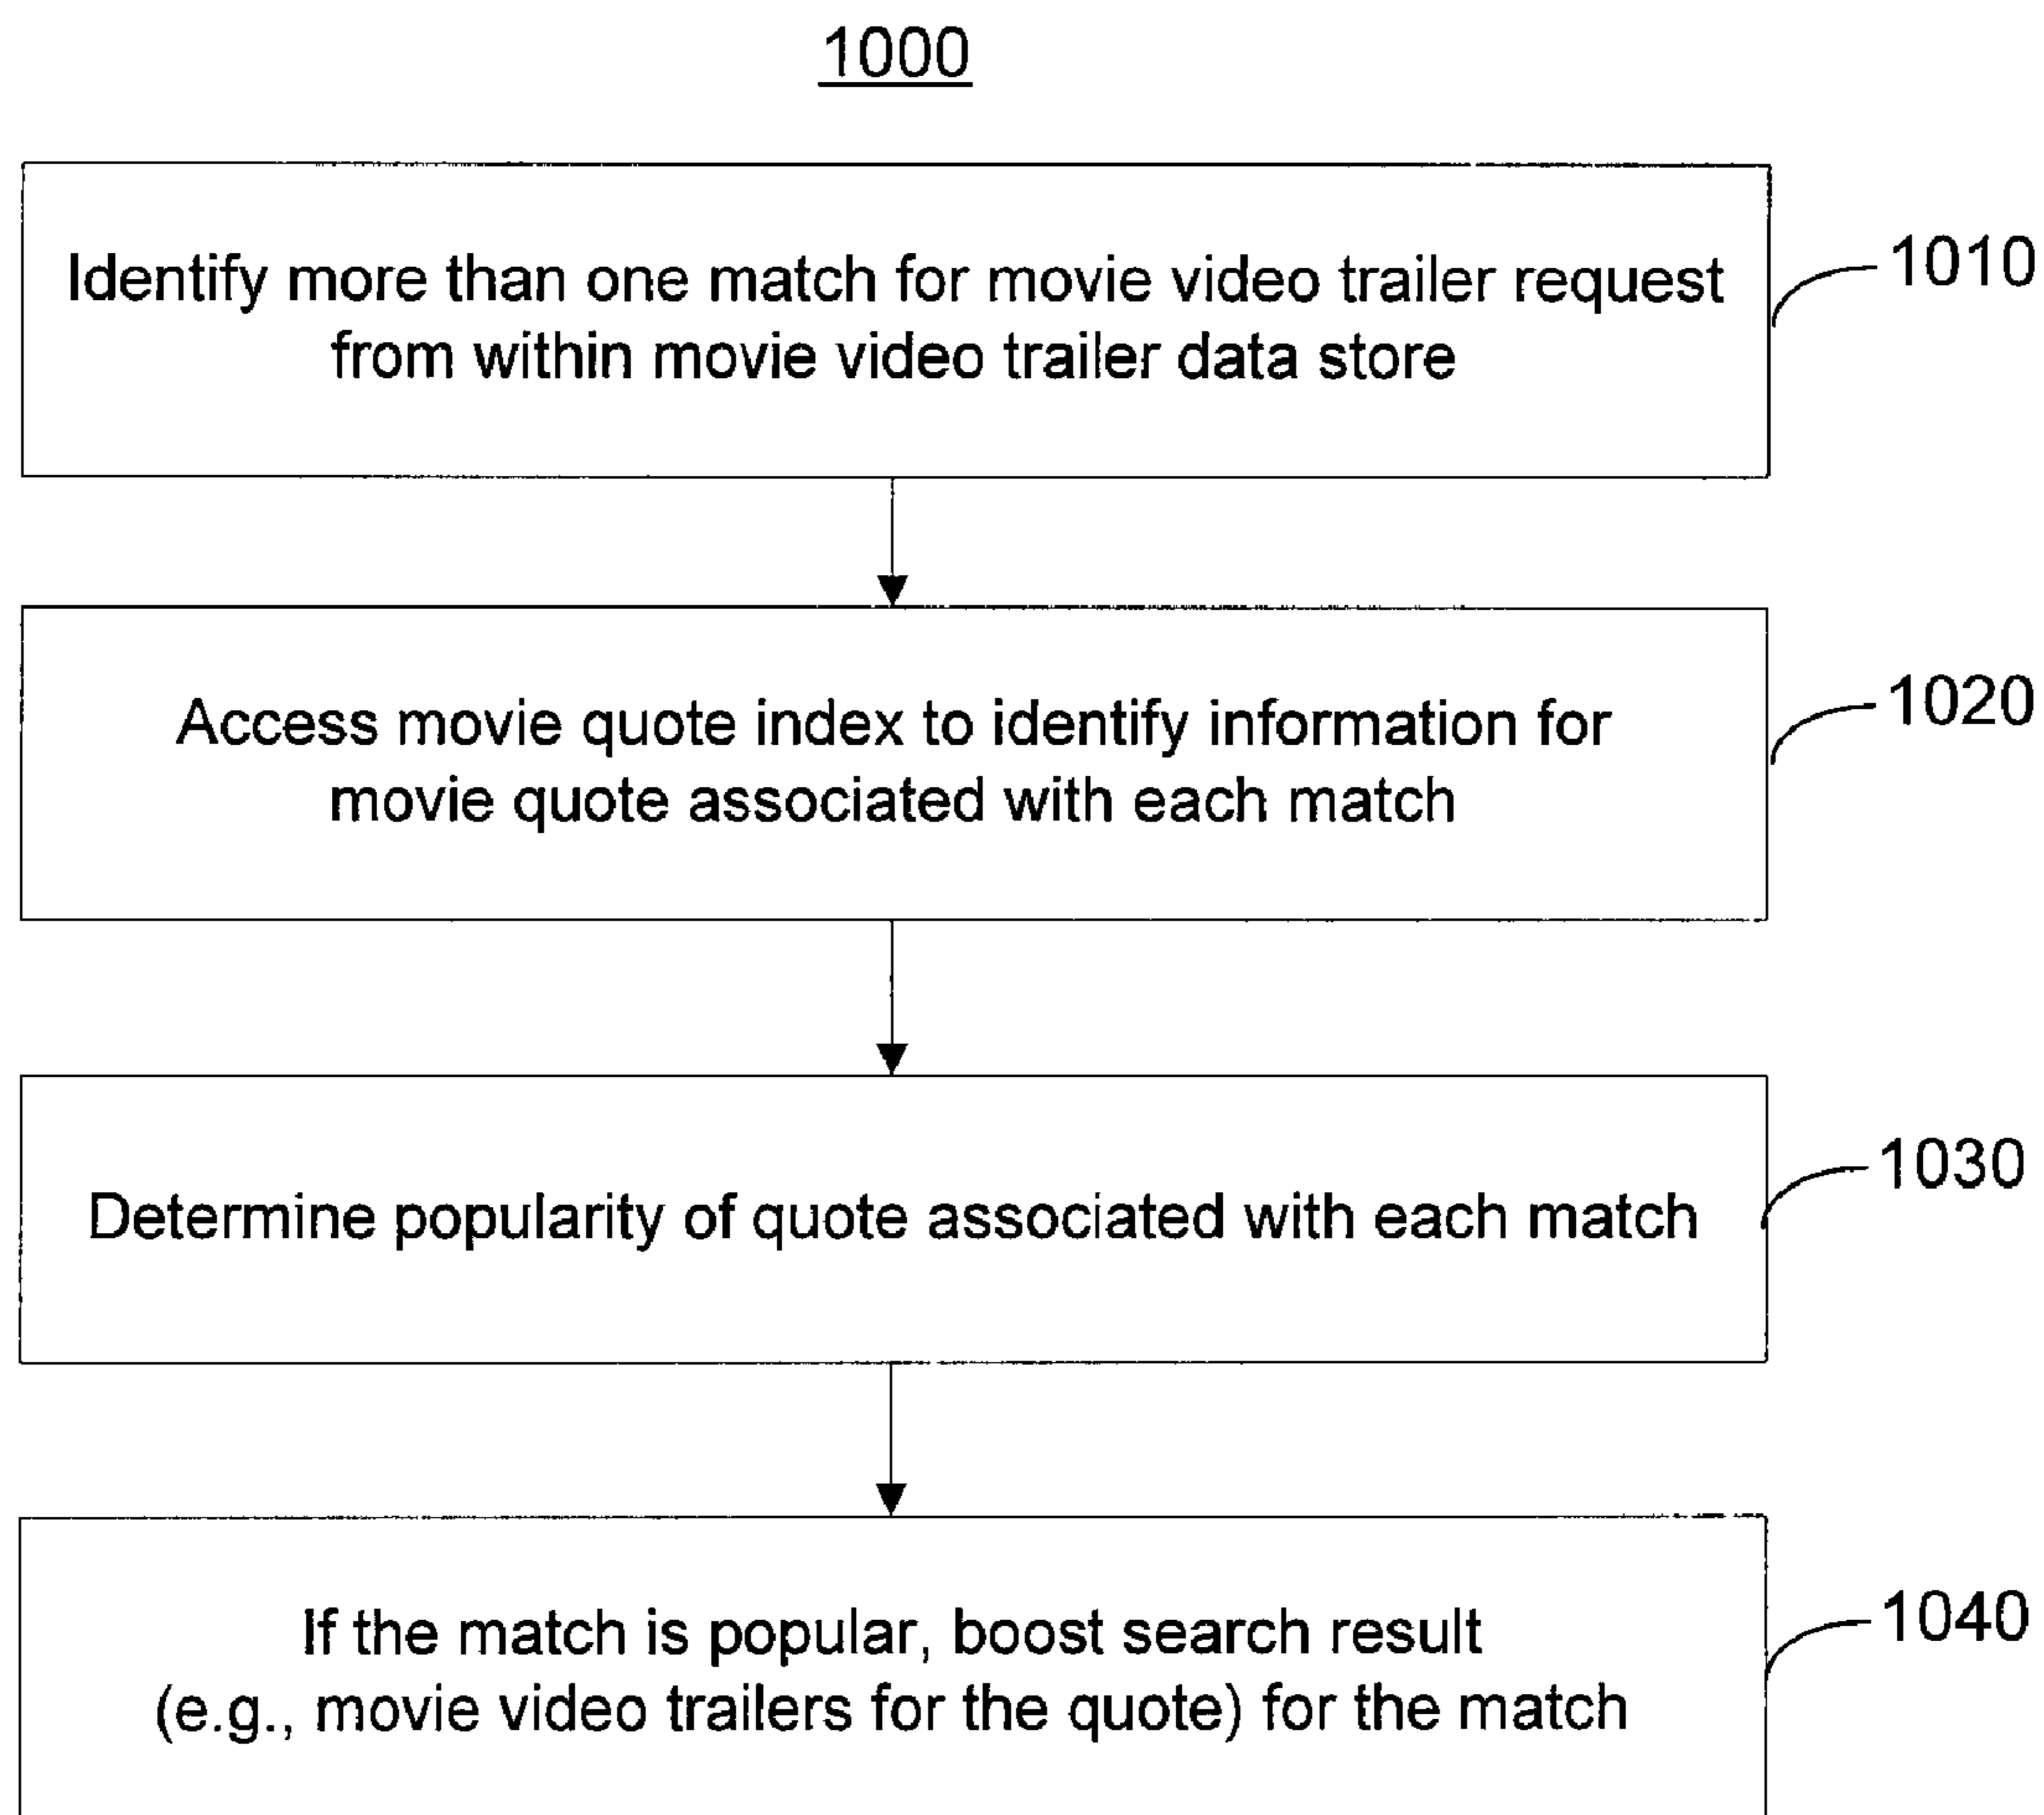 1000
Identify more than one match for movie video trailer request
from within movie video trailer data store
1010
Access movie quote index to identify information for
movie quote associated with each match
1020
Determine popularity of quote associated with each match
1030
If the match is popular, boost search result
(e.g., movie video trailers for the quote) for the match
1040